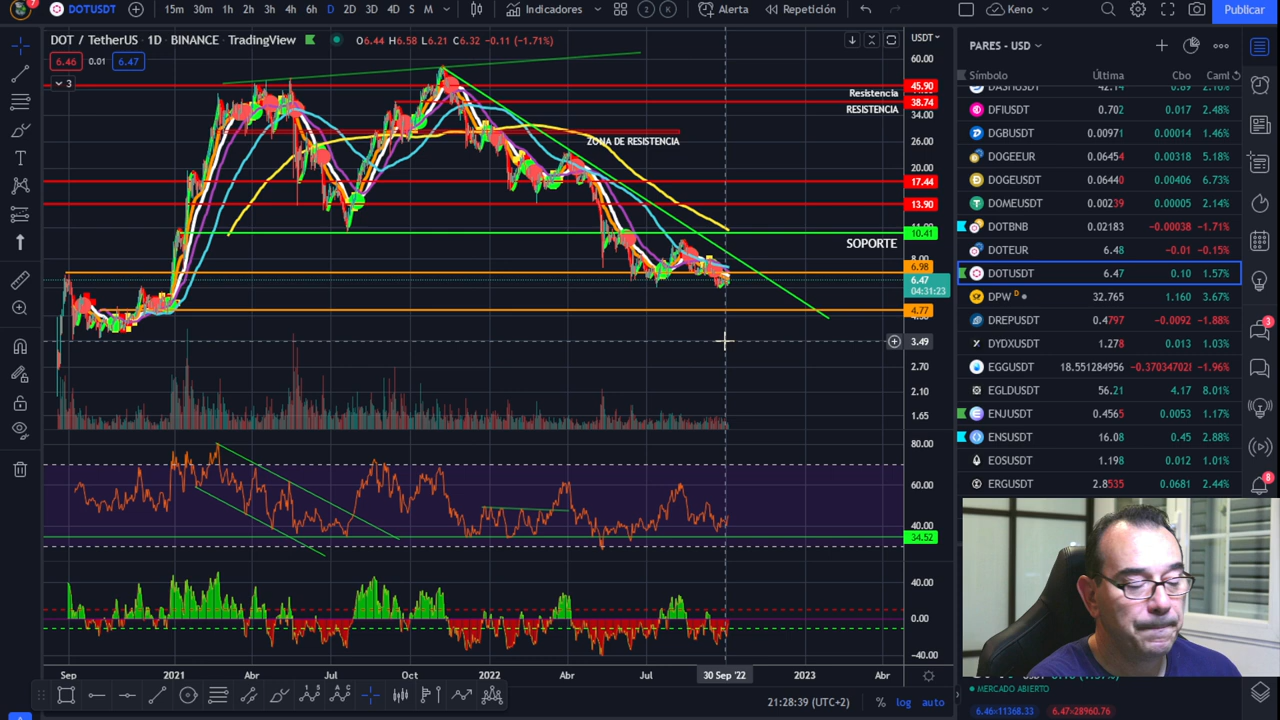 7
DOTUSDT
15m 30m 1h 2h 3h 4h 6h D 2D 3D 4D S M
Indicadores
2 K
Alerta
Repetición
Keno
Publicar
DOT / TetherUS · 1D · BINANCE · TradingView
O6.44 H6.58 L6.21 C6.32 -0.11 (-1.71%)
6.46 0.01 6.47
3
USDT
60.00
Resistencia 45.90
38.74
RESISTENCIA
34.00
26.00
ZONA DE RESISTENCIA
20.00
17.44
13.90
10.41
SOPORTE
8.00
6.98
6.47
04:31:23
4.77
3.49
2.70
2.10
1.65
80.00
60.00
40.00
34.52
40.00
0.00
-40.00
Sep 2021 Abr Jul Oct 2022 Abr Jul 30 Sep '22 2023 Abr
21:28:39 (UTC+2)
% log auto
PARES - USD
Símbolo Última Cbo Caml
DASHUSDT 42.14 0.89 2.16%
DFIUSDT 0.702 0.017 2.48%
DGBUSDT 0.00971 0.00014 1.46%
DOGEEUR 0.06454 0.00318 5.18%
DOGEUSDT 0.06440 0.00406 6.73%
DOMEUSDT 0.00239 0.00005 2.14%
DOTBNB 0.02183 -0.00038 -1.71%
DOTEUR 6.48 -0.01 -0.15%
DOTUSDT 6.47 0.10 1.57%
DPW D 32.765 1.160 3.67%
DREPUSDT 0.4797 -0.0092 -1.88%
DYDXUSDT 1.278 0.013 1.03%
EGGUSDT 18.551284956 -0.37034702 -1.96%
EGLDUSDT 56.21 4.17 8.01%
ENJUSDT 0.4565 0.0053 1.17%
ENSUSDT 16.08 0.45 2.88%
EOSUSDT 1.198 0.012 1.01%
ERGUSDT 2.8535 0.0681 2.44%
3
8
MERCADO ABIERTO
6.46=11368.33 6.47=28960.76